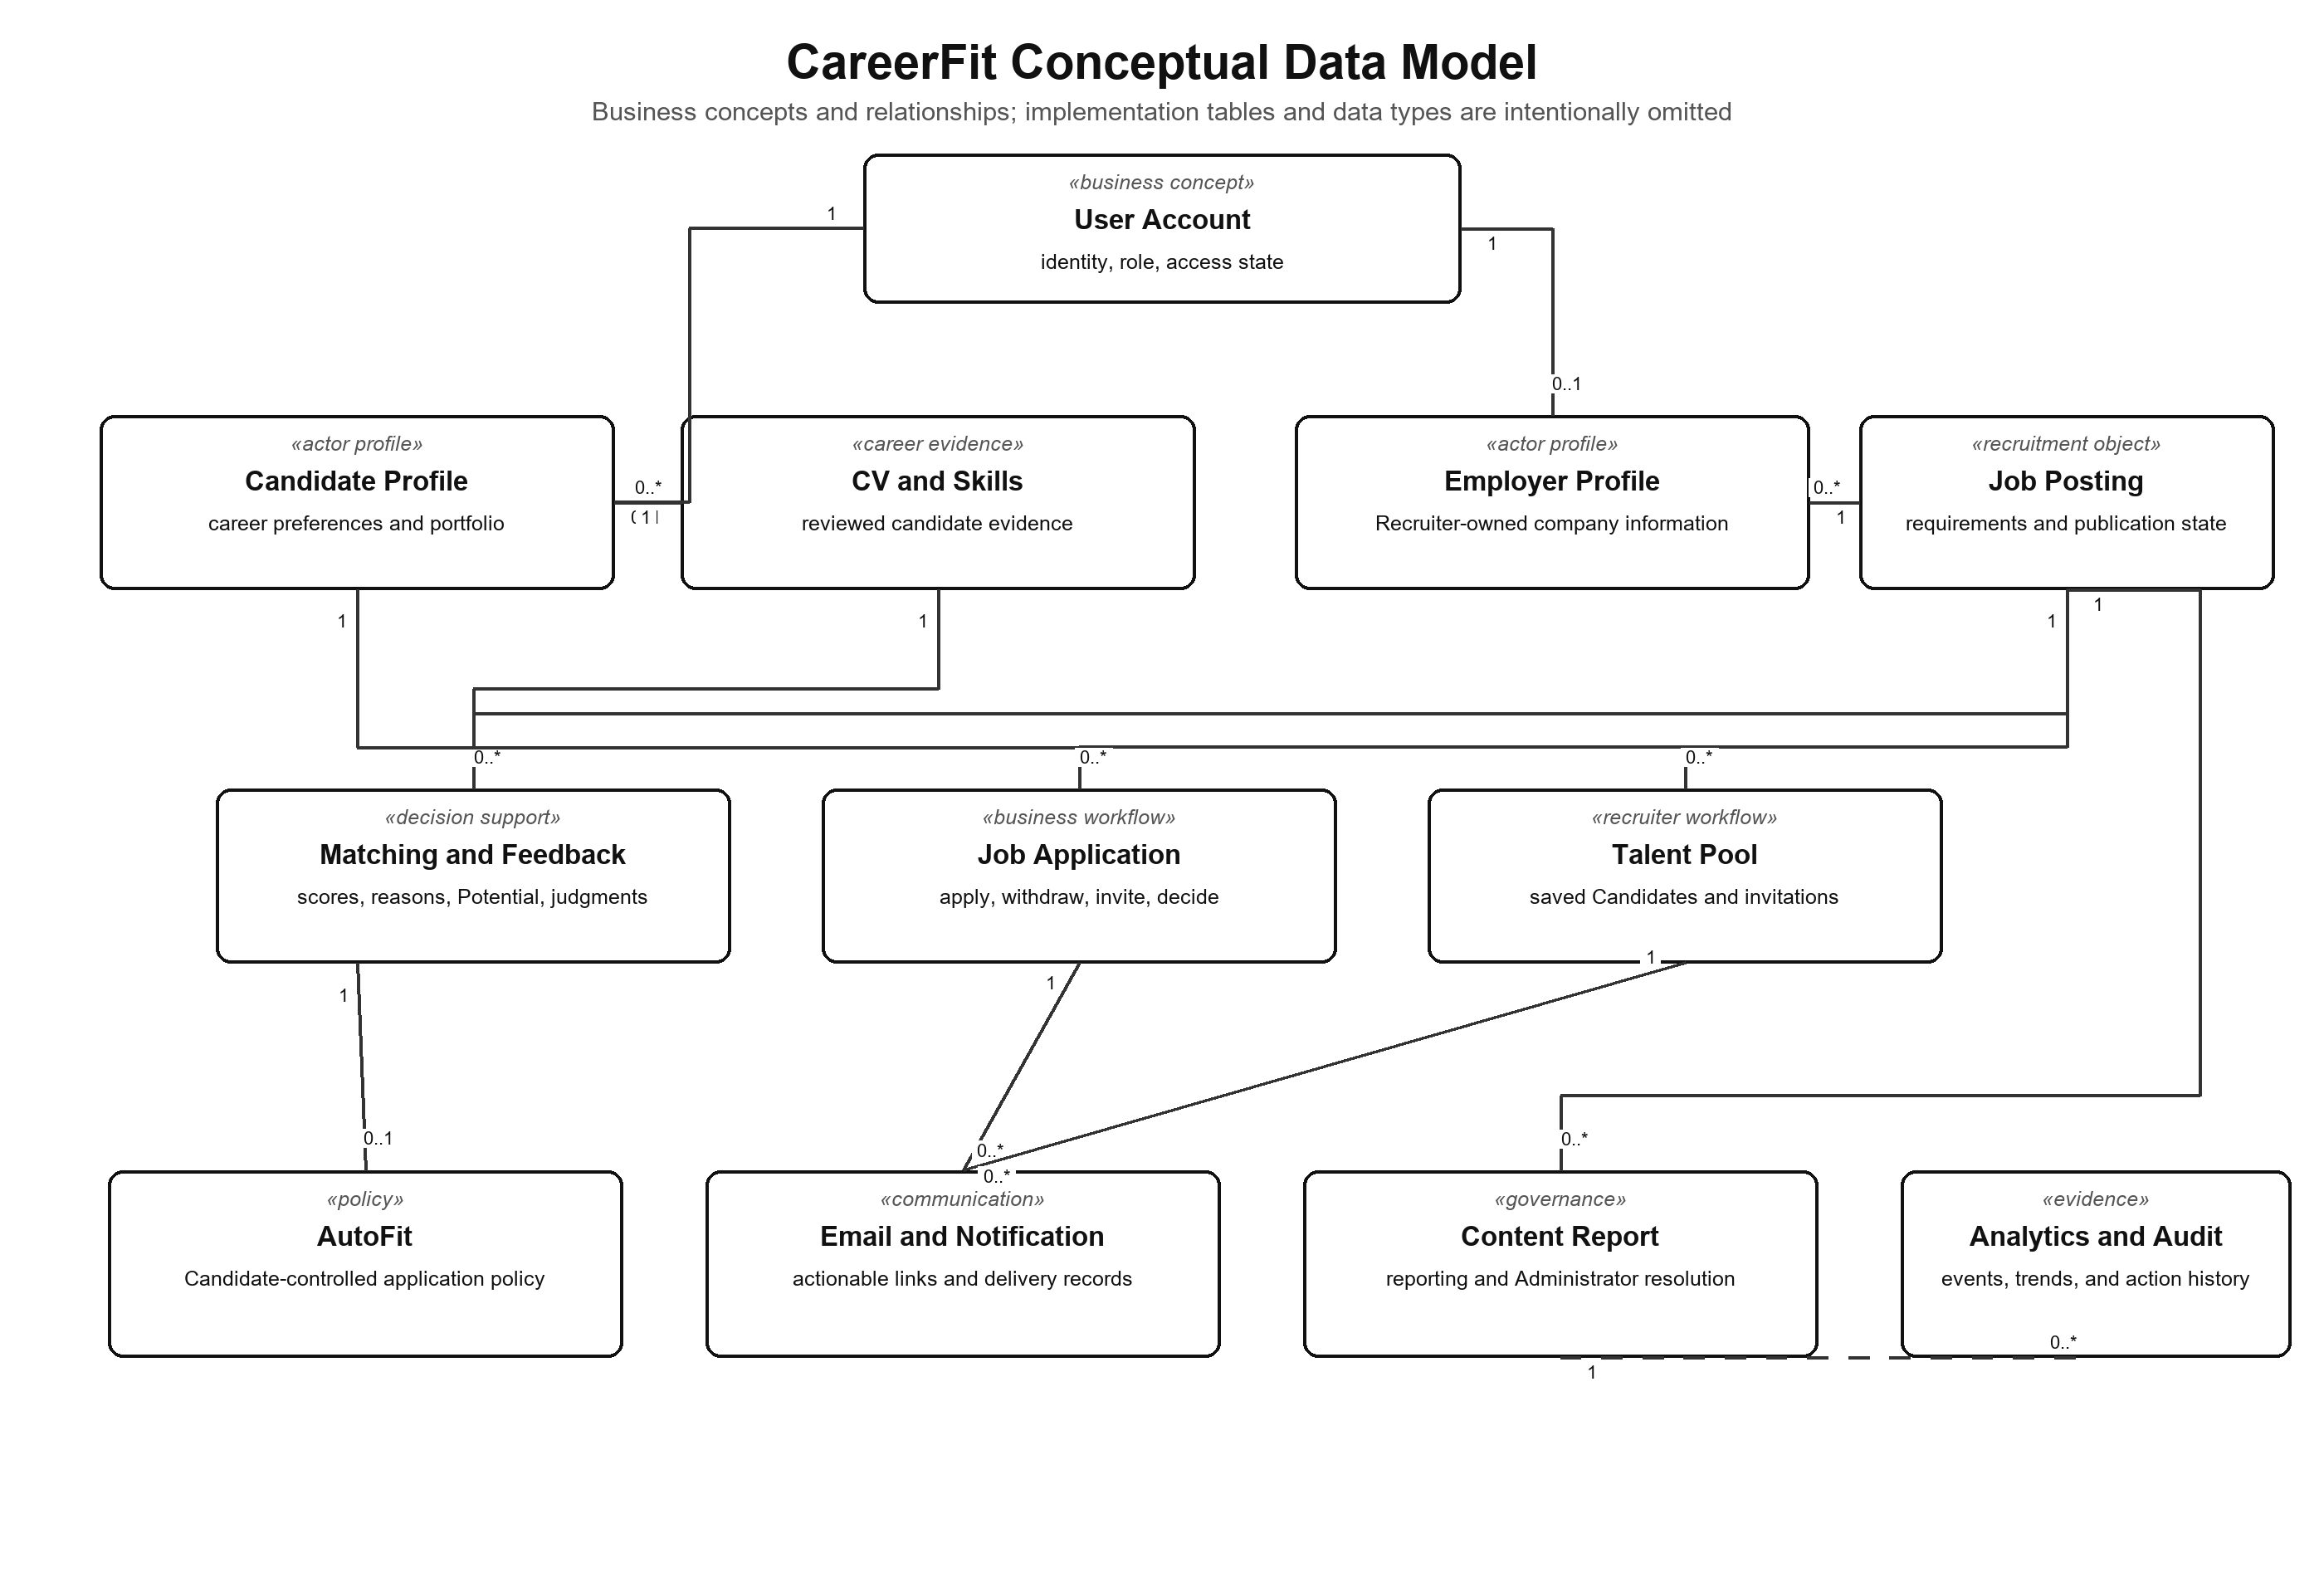 CareerFit Conceptual Data Model
Business concepts and relationships; implementation tables and data types are intentionally omitted
«business concept»
User Account
identity, role, access state
1
1
0..1
«actor profile»
Candidate Profile
career preferences and portfolio
0..*
1
«career evidence»
CV and Skills
reviewed candidate evidence
«actor profile»
Employer Profile
Recruiter-owned company information
0..*
1
«recruitment object»
Job Posting
requirements and publication state
1
1
1
1
0..*
0..*
0..*
«decision support»
Matching and Feedback
scores, reasons, Potential, judgments
«business workflow»
Job Application
apply, withdraw, invite, decide
«recruiter workflow»
Talent Pool
saved Candidates and invitations
1
1
1
0..1
0..*
0..*
0..*
«policy»
AutoFit
Candidate-controlled application policy
«communication»
Email and Notification
actionable links and delivery records
«governance»
Content Report
reporting and Administrator resolution
«evidence»
Analytics and Audit
events, trends, and action history
0..*
1